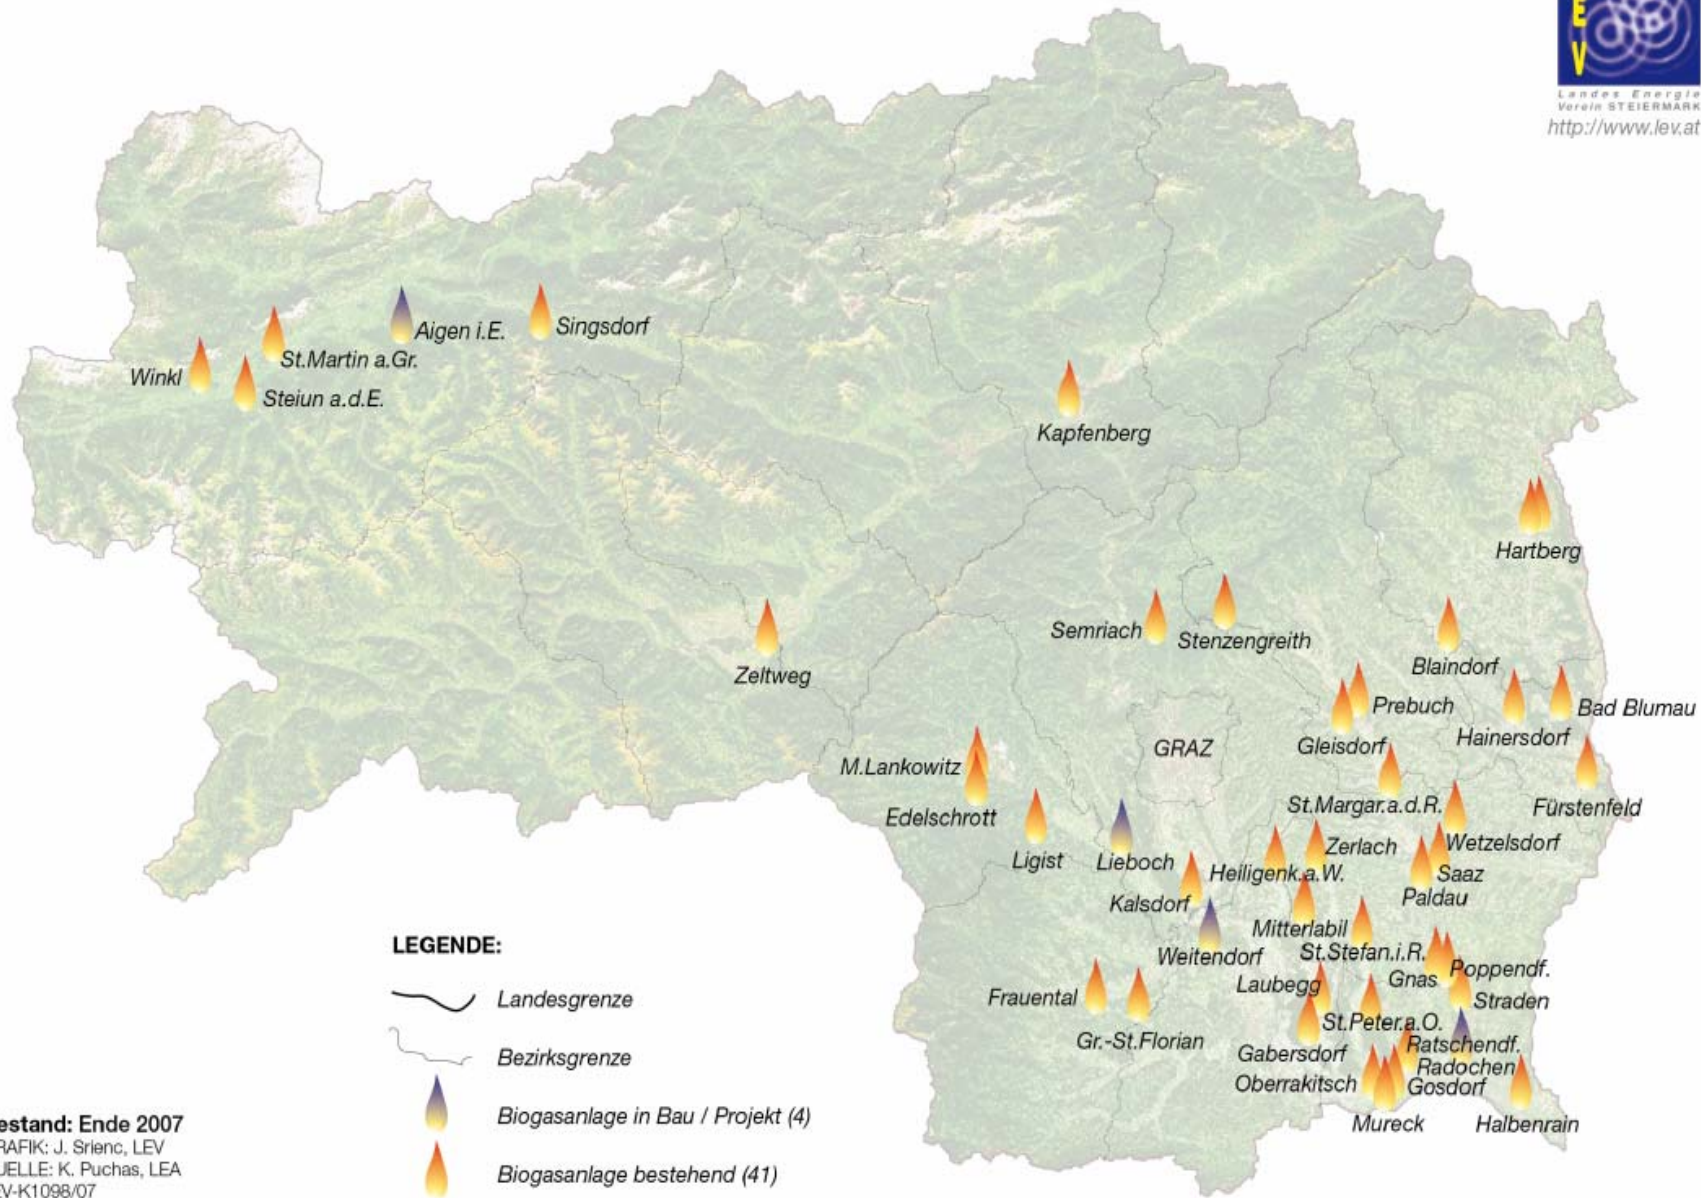 E
V
Landes Energie
Verein STEIERMARK
http://www.lev.at
Aigen i.E.
Singsdorf
St.Martin a.Gr.
Winkl
Steiun a.d.E.
Kapfenberg
Hartberg
Semriach
Stenzengreith
Blaindorf
Zeltweg
Prebuch
Bad Blumau
Gleisdorf
Hainersdorf
GRAZ
M.Lankowitz
St.Margar.a.d.R.
Fürstenfeld
Edelschrott
Zerlach
Wetzelsdorf
Ligist
Lieboch
Heiligenk.a.W.
Saaz
Paldau
Kalsdorf
Mitterlabil
Weitendorf
St.Stefan.i.R.
Gnas
Poppendf.
Laubegg
Straden
Frauental
St.Peter.a.O.
Gr.-St.Florian
Ratschendf.
Gabersdorf
Radochen
Oberrakitsch
Gosdorf
Mureck
Halbenrain
LEGENDE:
Landesgrenze
Bezirksgrenze
Biogasanlage in Bau / Projekt (4)
Biogasanlage bestehend (41)
estand: Ende 2007
RAFIK: J. Srienc, LEV
UELLE: K. Puchas, LEA
EV-K1098/07